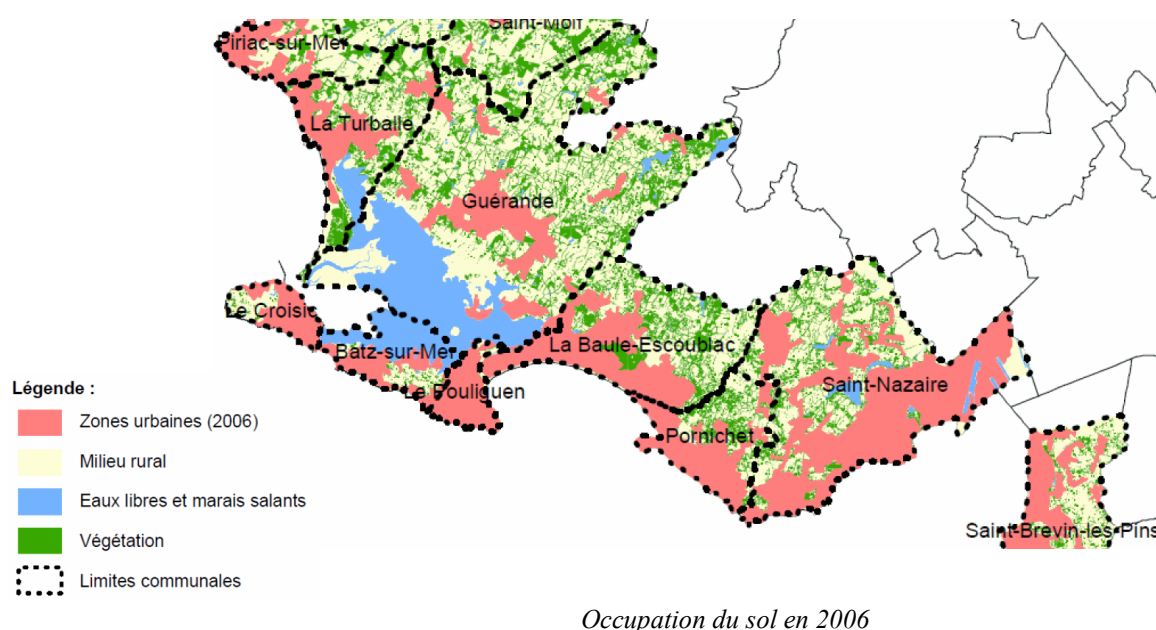 Saint-Molf
Piriac-sur-Mer
La Turballe
Guérande
Le Croisic
Batz-sur-Mer
La Baule-Escoublac
Le Pouliguen
Saint-Nazaire
Pornichet
Saint-Brevin-les-Pins
Légende :
Zones urbaines (2006)
Milieu rural
Eaux libres et marais salants
Végétation
Limites communales
Occupation du sol en 2006